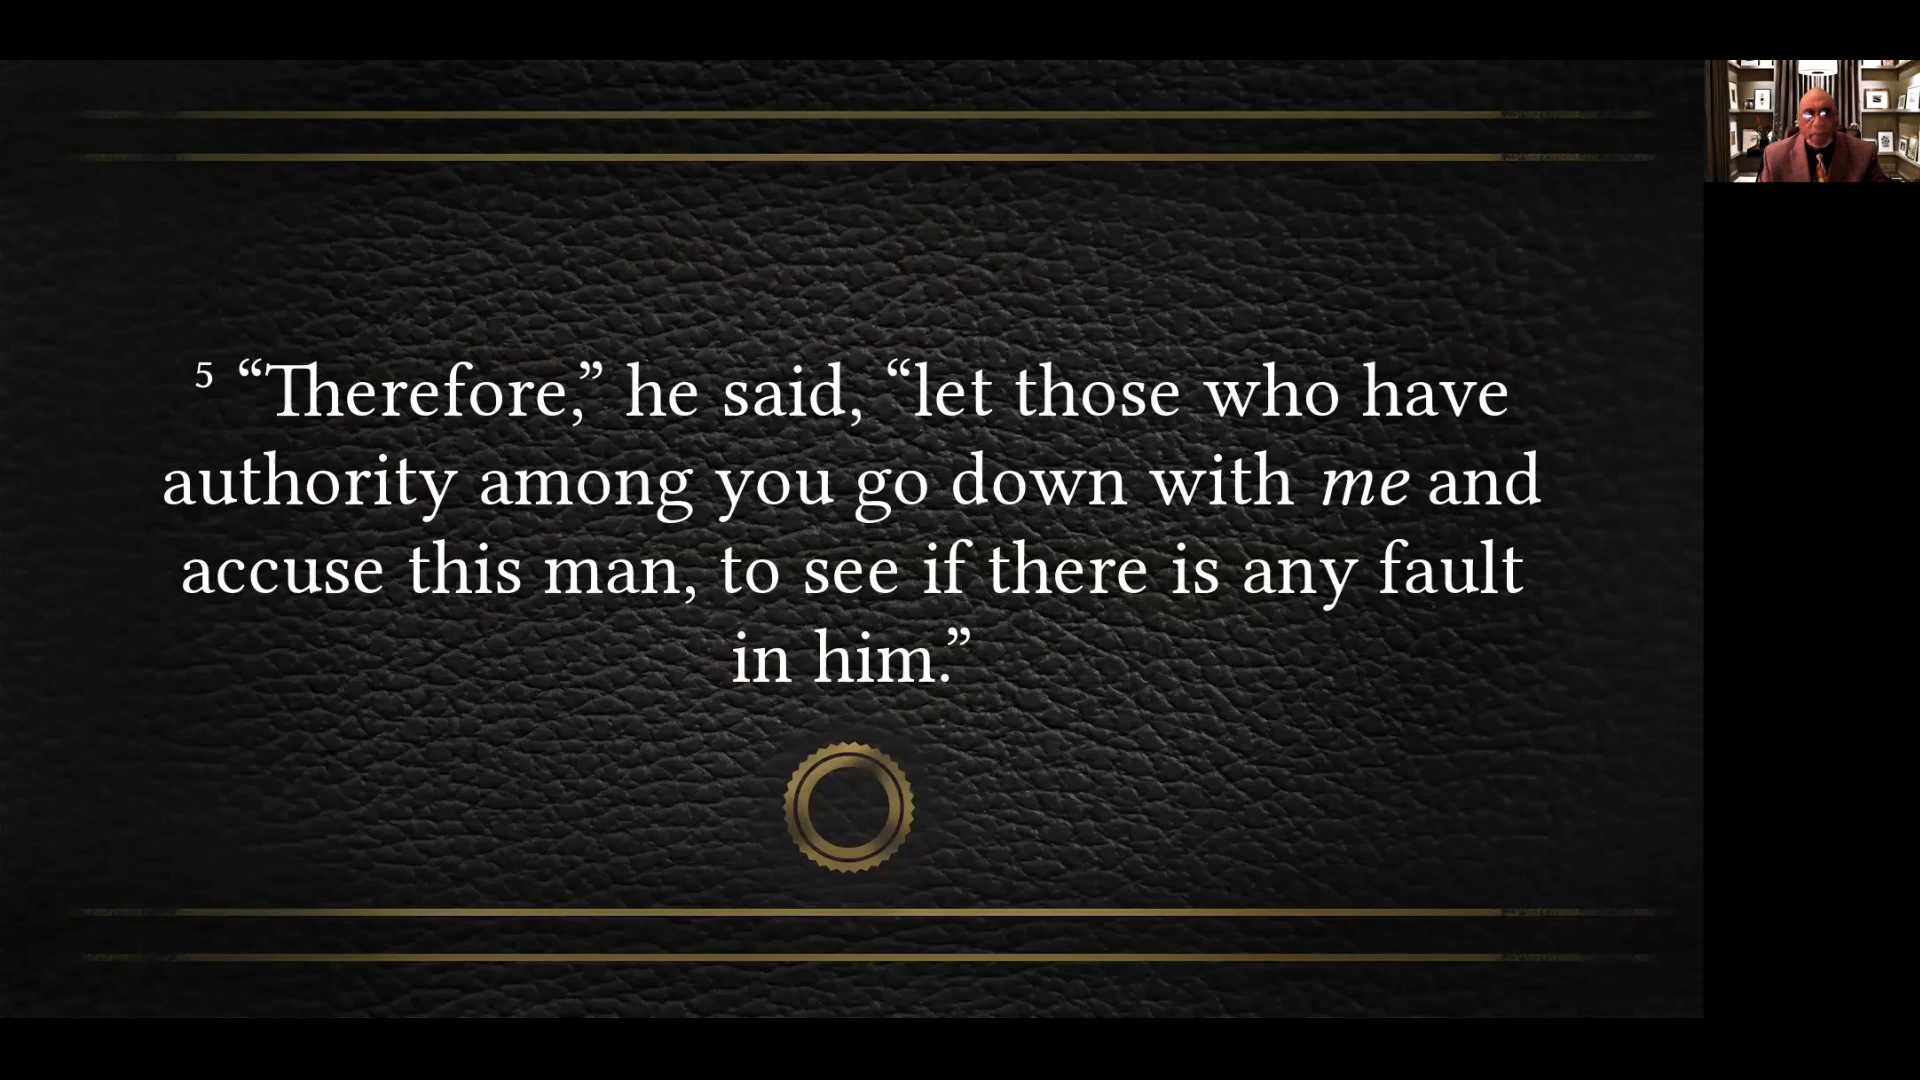 5 “Therefore,” he said, “let those who have
authority among you go down with me and
accuse this man, to see if there is any fault
in him.”